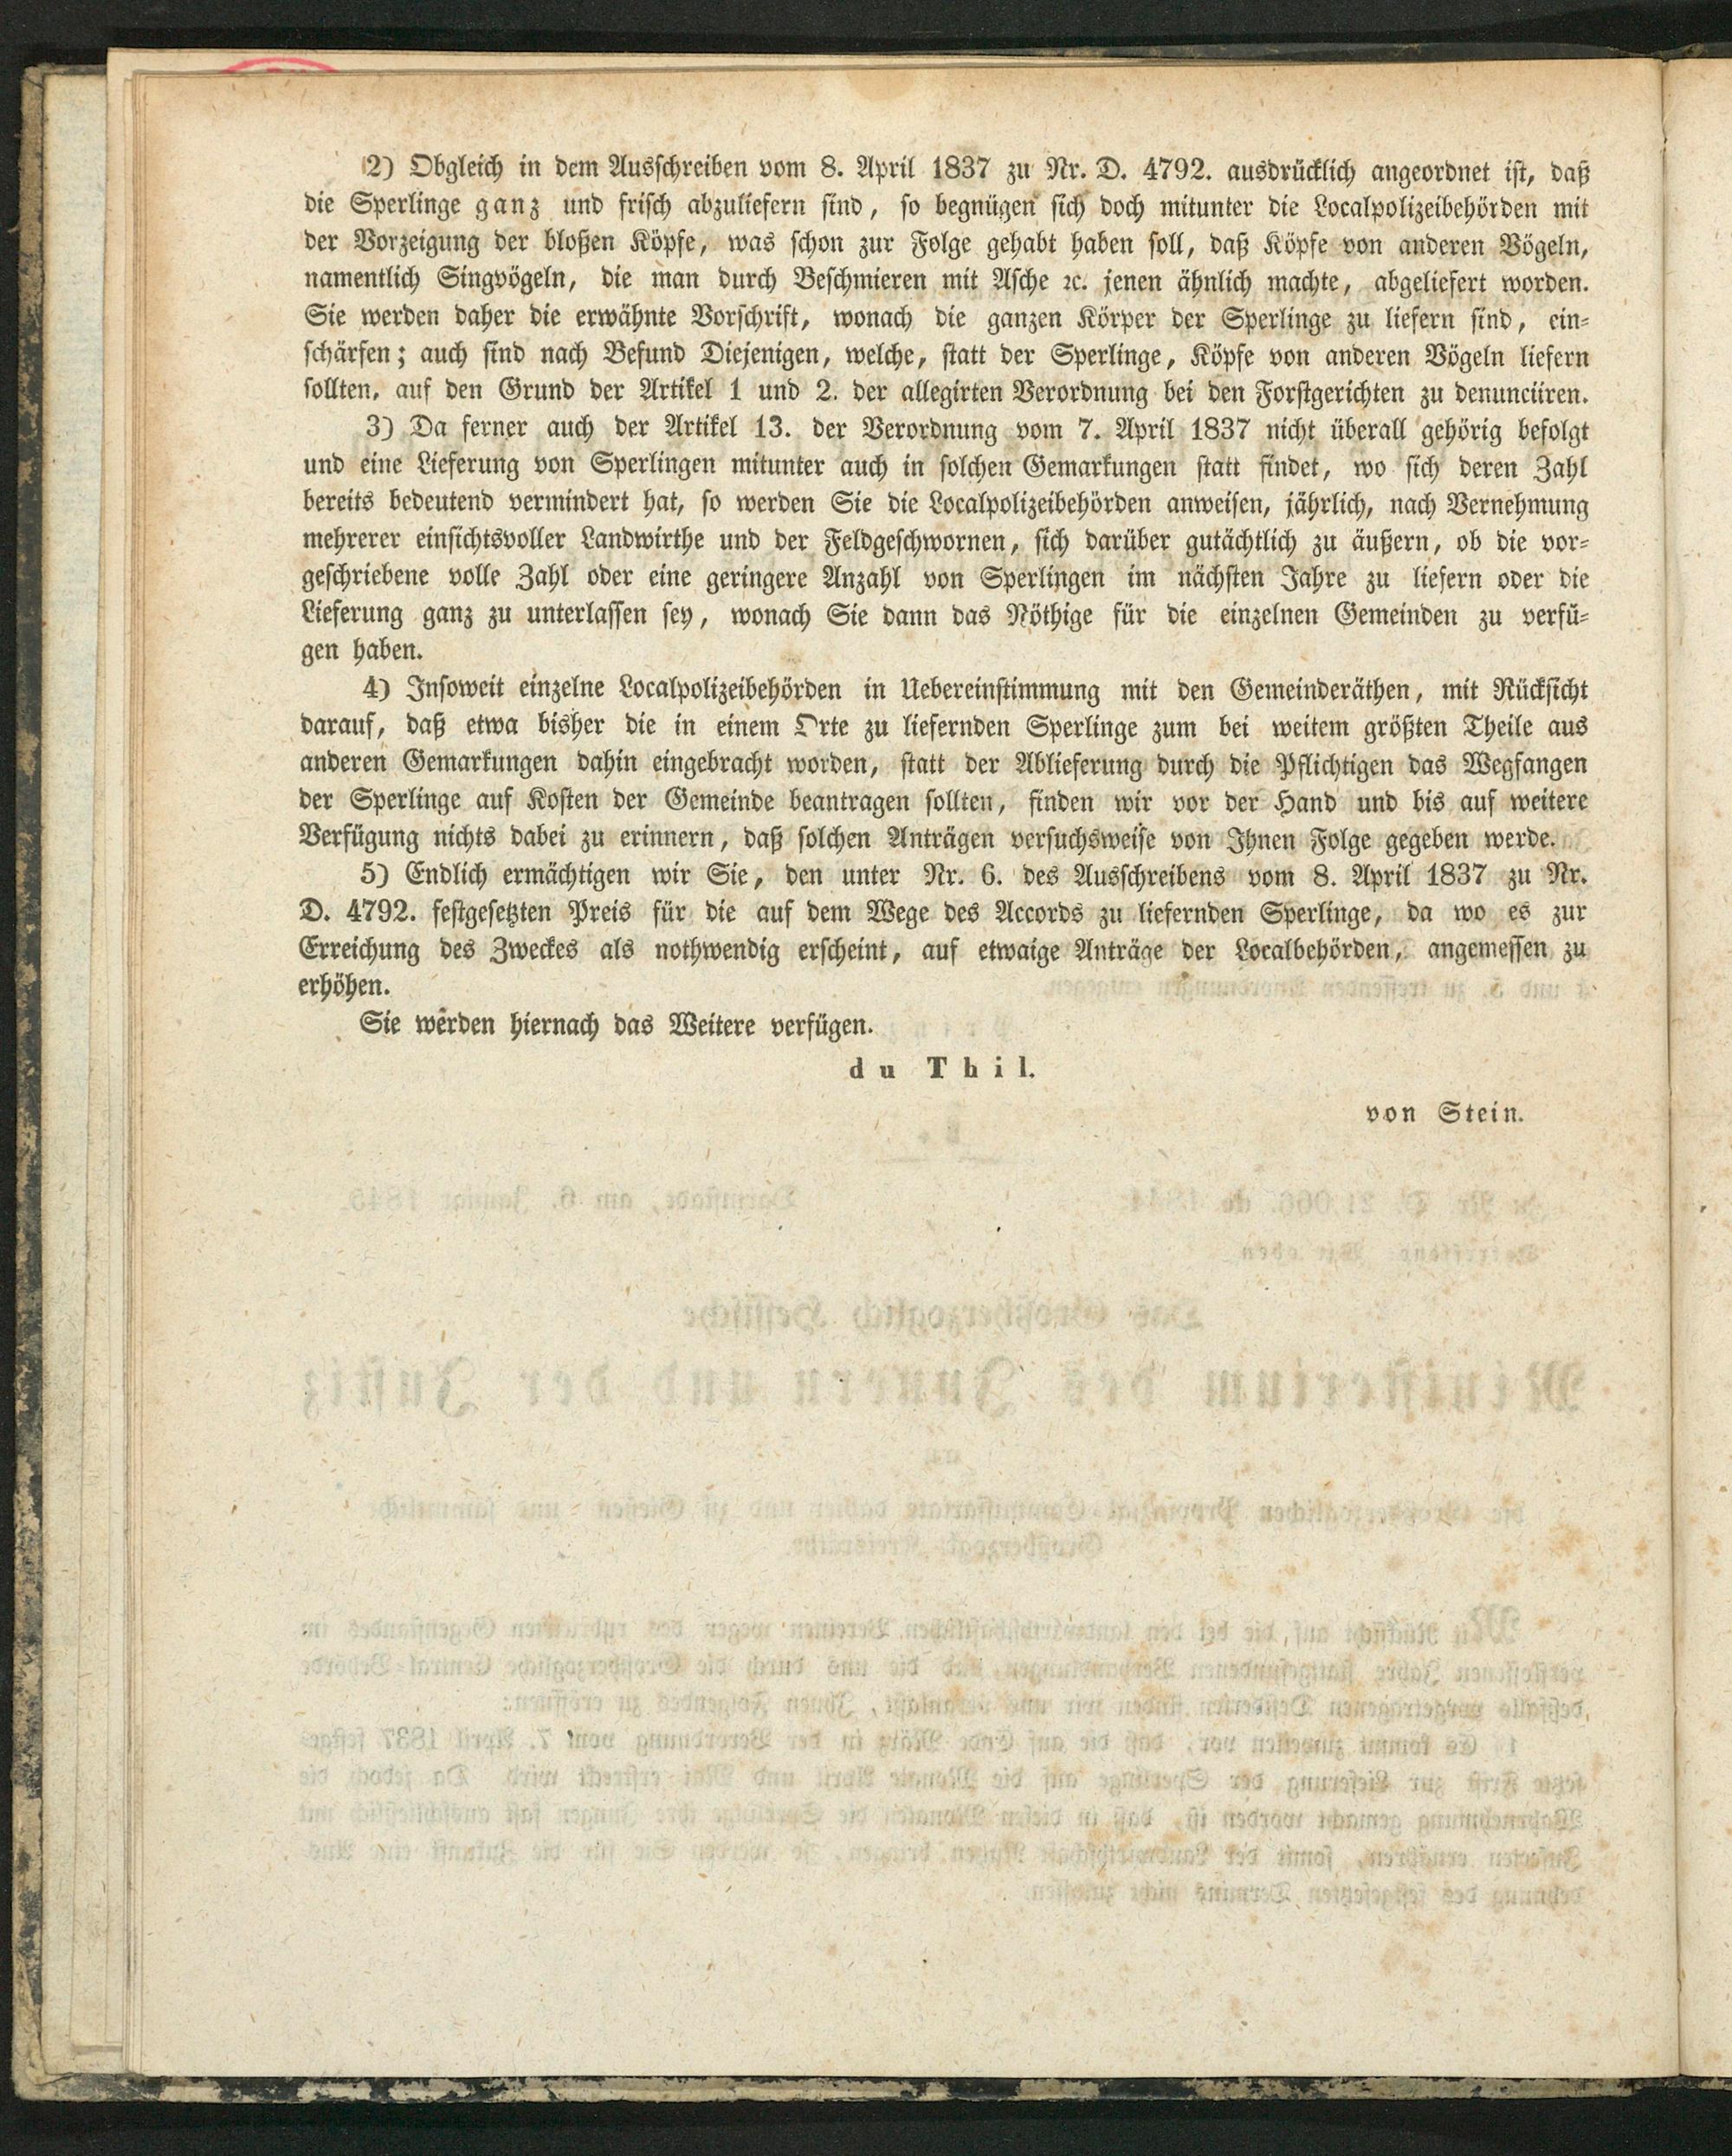 2) Obgleich in dem Ausschreiben vom 8. April 1837 zu Nr. D. 4792. ausdrücklich angeordnet ist, daß
die Sperlinge ganz und frisch abzuliefern sind, so begnügen sich doch mitunter die Localpolizeibehörden mit
der Vorzeigung der bloßen Köpfe, was schon zur Folge gehabt haben soll, daß Köpfe von anderen Vögeln,
namentlich Singvögeln, die man durch Beschmieren mit Asche ꝛc. jenen ähnlich machte, abgeliefert worden.
Sie werden daher die erwähnte Vorschrift, wonach die ganzen Körper der Sperlinge zu liefern sind, ein-
schärfen; auch sind nach Befund Diejenigen, welche, statt der Sperlinge, Köpfe von anderen Vögeln liefern
sollten, auf den Grund der Artikel 1 und 2. der allegirten Verordnung bei den Forstgerichten zu denunciiren.
3) Da ferner auch der Artikel 13. der Verordnung vom 7. April 1837 nicht überall gehörig befolgt
und eine Lieferung von Sperlingen mitunter auch in solchen Gemarkungen statt findet, wo sich deren Zahl
bereits bedeutend vermindert hat, so werden Sie die Localpolizeibehörden anweisen, jährlich, nach Vernehmung
mehrerer einsichtsvoller Landwirthe und der Feldgeschwornen, sich darüber gutächtlich zu äußern, ob die vor-
geschriebene volle Zahl oder eine geringere Anzahl von Sperlingen im nächsten Jahre zu liefern oder die
Lieferung ganz zu unterlassen sey, wonach Sie dann das Nöthige für die einzelnen Gemeinden zu verfü-
gen haben.
4) Insoweit einzelne Localpolizeibehörden in Uebereinstimmung mit den Gemeinderäthen, mit Rücksicht
darauf, daß etwa bisher die in einem Orte zu liefernden Sperlinge zum bei weitem größten Theile aus
anderen Gemarkungen dahin eingebracht worden, statt der Ablieferung durch die Pflichtigen das Wegfangen
der Sperlinge auf Kosten der Gemeinde beantragen sollten, finden wir vor der Hand und bis auf weitere
Verfügung nichts dabei zu erinnern, daß solchen Anträgen versuchsweise von Ihnen Folge gegeben werde.
5) Endlich ermächtigen wir Sie, den unter Nr. 6. des Ausschreibens vom 8. April 1837 zu Nr.
D. 4792. festgesetzten Preis für die auf dem Wege des Accords zu liefernden Sperlinge, da wo es zur
Erreichung des Zweckes als nothwendig erscheint, auf etwaige Anträge der Localbehörden, angemessen zu
erhöhen.
Sie werden hiernach das Weitere verfügen.
du Thil.
von Stein.